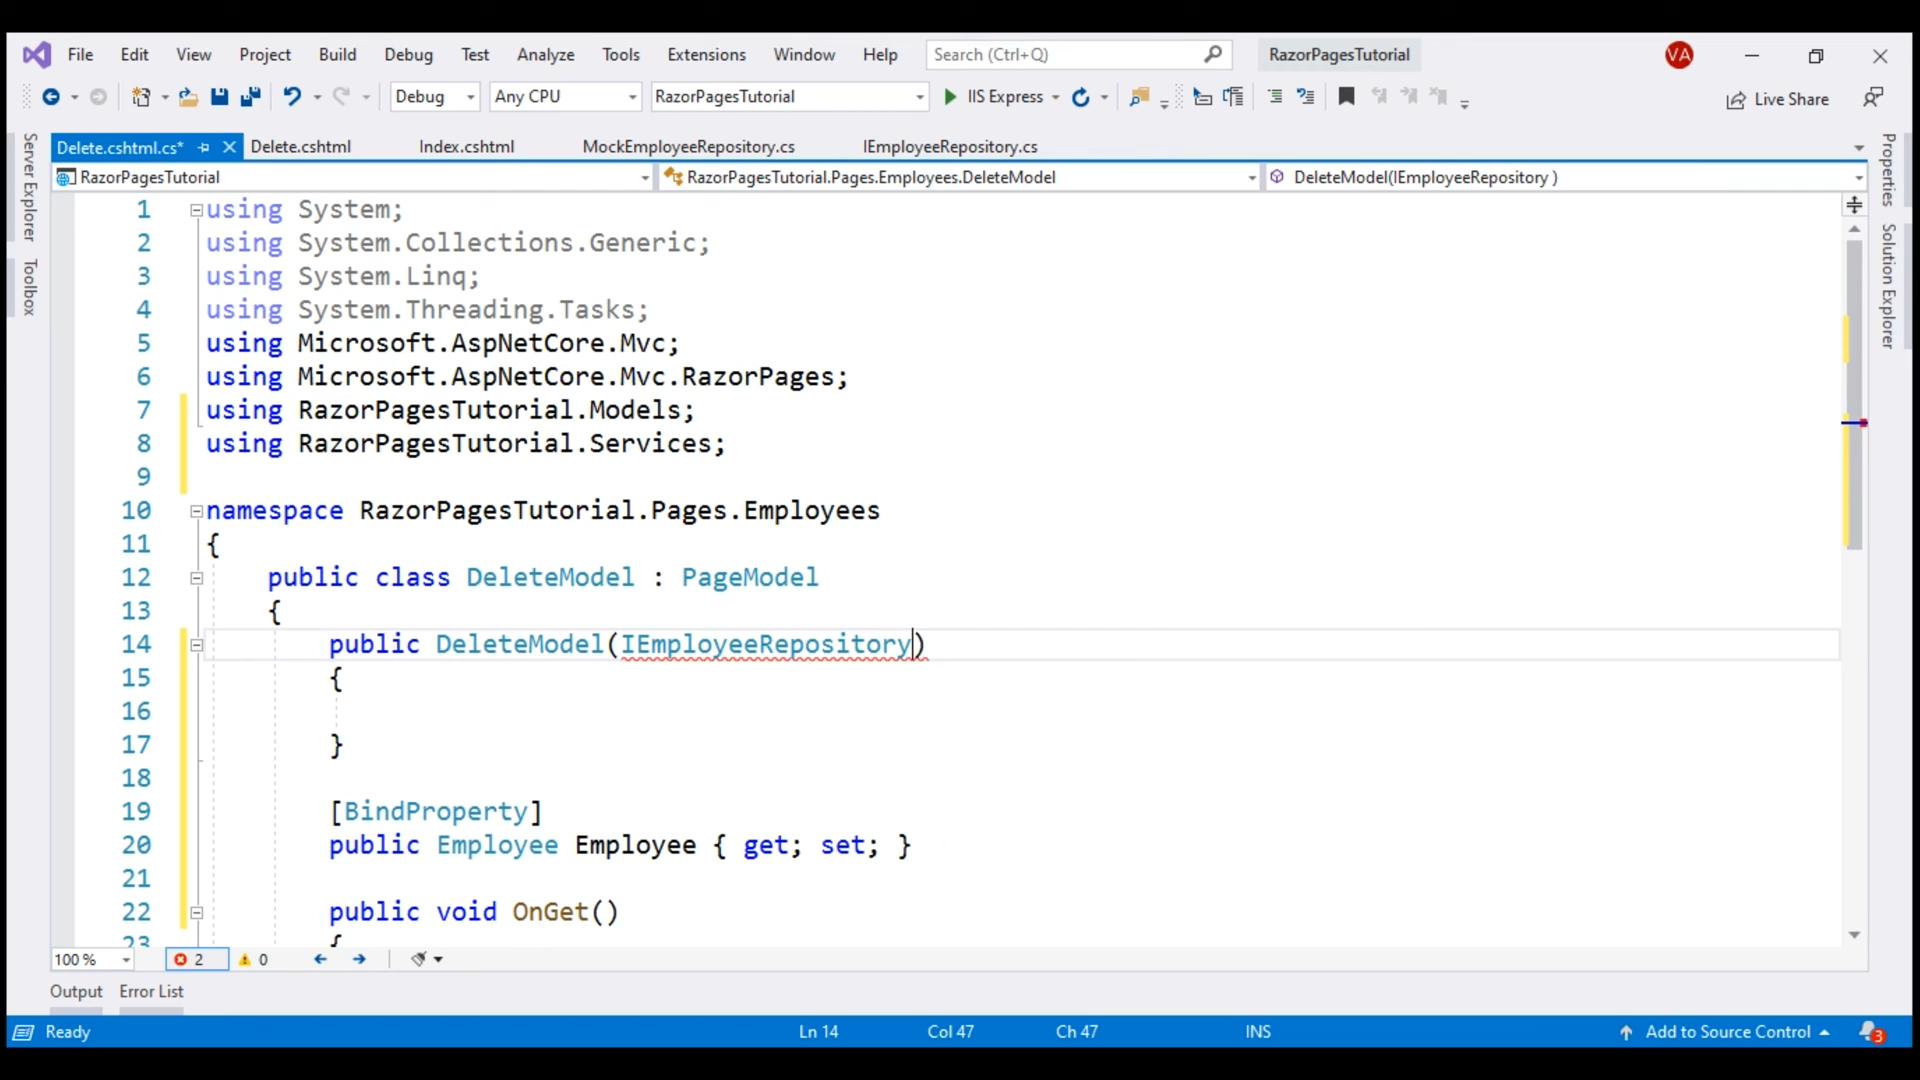 File Edit View Project Build Debug Test Analyze Tools Extensions Window Help Search (Ctrl+Q) RazorPagesTutorial VA
Debug Any CPU RazorPagesTutorial IIS Express Live Share
Delete.cshtml.cs* Delete.cshtml Index.cshtml MockEmployeeRepository.cs IEmployeeRepository.cs
RazorPagesTutorial RazorPagesTutorial.Pages.Employees.DeleteModel DeleteModel(IEmployeeRepository )
Server Explorer
Toolbox
Properties
Solution Explorer
1 using System;
2 using System.Collections.Generic;
3 using System.Linq;
4 using System.Threading.Tasks;
5 using Microsoft.AspNetCore.Mvc;
6 using Microsoft.AspNetCore.Mvc.RazorPages;
7 using RazorPagesTutorial.Models;
8 using RazorPagesTutorial.Services;
9
10 namespace RazorPagesTutorial.Pages.Employees
11 {
12 public class DeleteModel : PageModel
13 {
14 public DeleteModel(IEmployeeRepository)
15 {
16
17 }
18
19 [BindProperty]
20 public Employee Employee { get; set; }
21
22 public void OnGet()
23 {
100 % 2 0
Output Error List
Ready Ln 14 Col 47 Ch 47 INS Add to Source Control 3